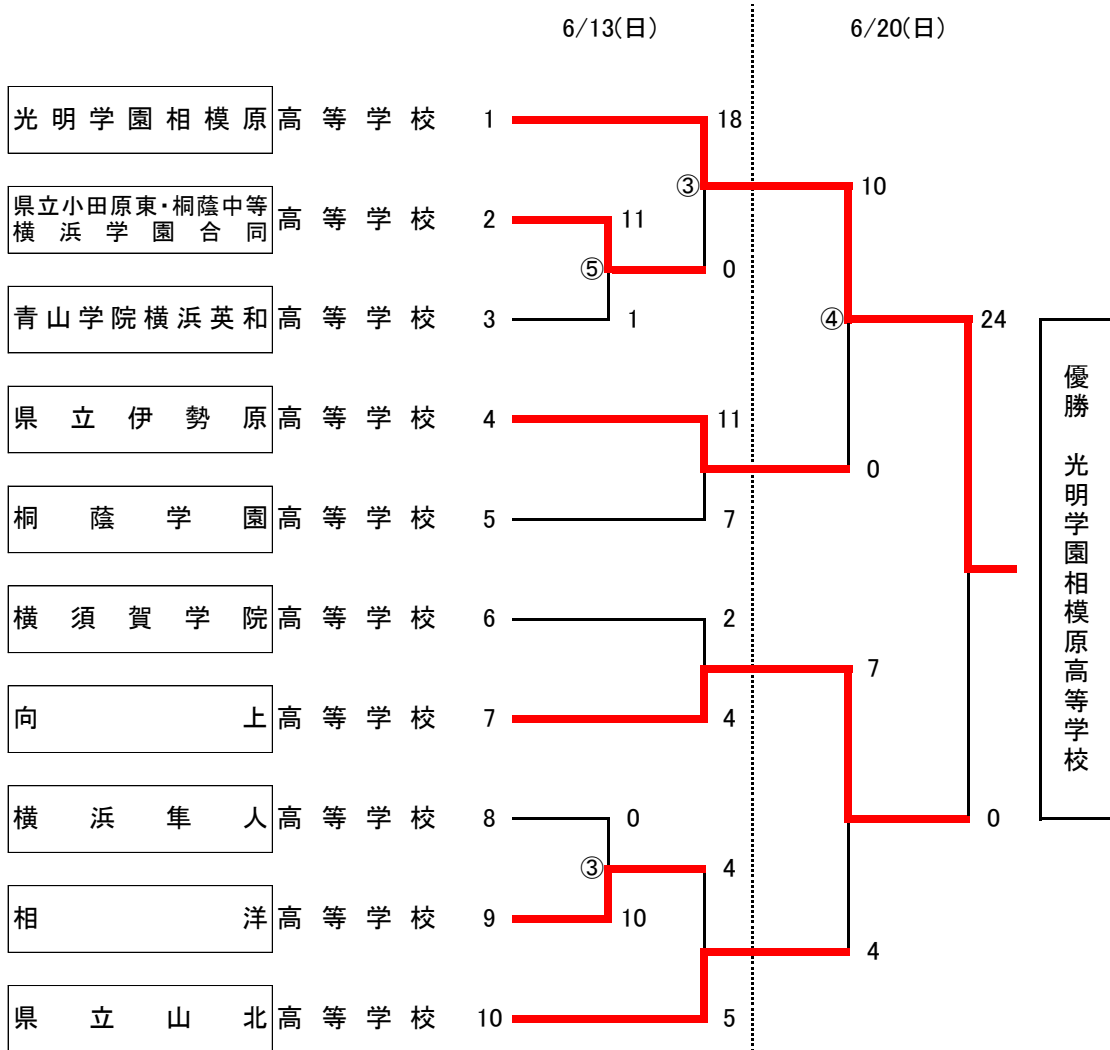 6/13(日) 6/20(日)
光明学園相模原 高等学校 1 18
③ 10
県立小田原東・桐蔭中等
横浜学園合同 高等学校 2 11
⑤ 0
青山学院横浜英和 高等学校 3 1
④ 24
県立伊勢原 高等学校 4 11
0
桐蔭学園 高等学校 5 7
横須賀学院 高等学校 6 2
7
向上 高等学校 7 4
横浜隼人 高等学校 8 0
0
③ 4
相洋 高等学校 9 10
4
県立山北 高等学校 10 5
優勝 光明学園相模原高等学校